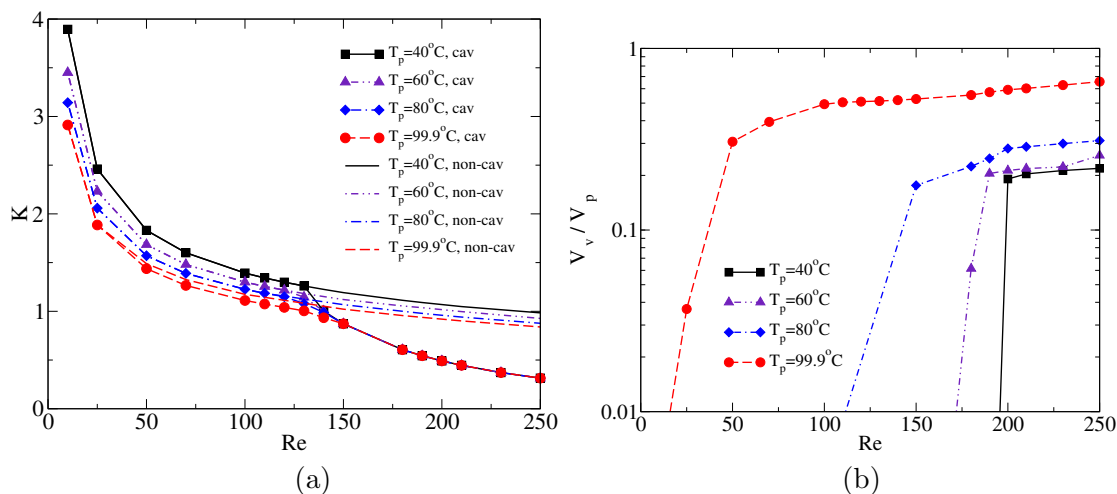 4
3
2
1
0
K
0 50 100 150 200 250
Re
T_p=40°C, cav
T_p=60°C, cav
T_p=80°C, cav
T_p=99.9°C, cav
T_p=40°C, non-cav
T_p=60°C, non-cav
T_p=80°C, non-cav
T_p=99.9°C, non-cav
(a)
1
0.1
0.01
V_v / V_p
0 50 100 150 200 250
Re
T_p=40°C
T_p=60°C
T_p=80°C
T_p=99.9°C
(b)